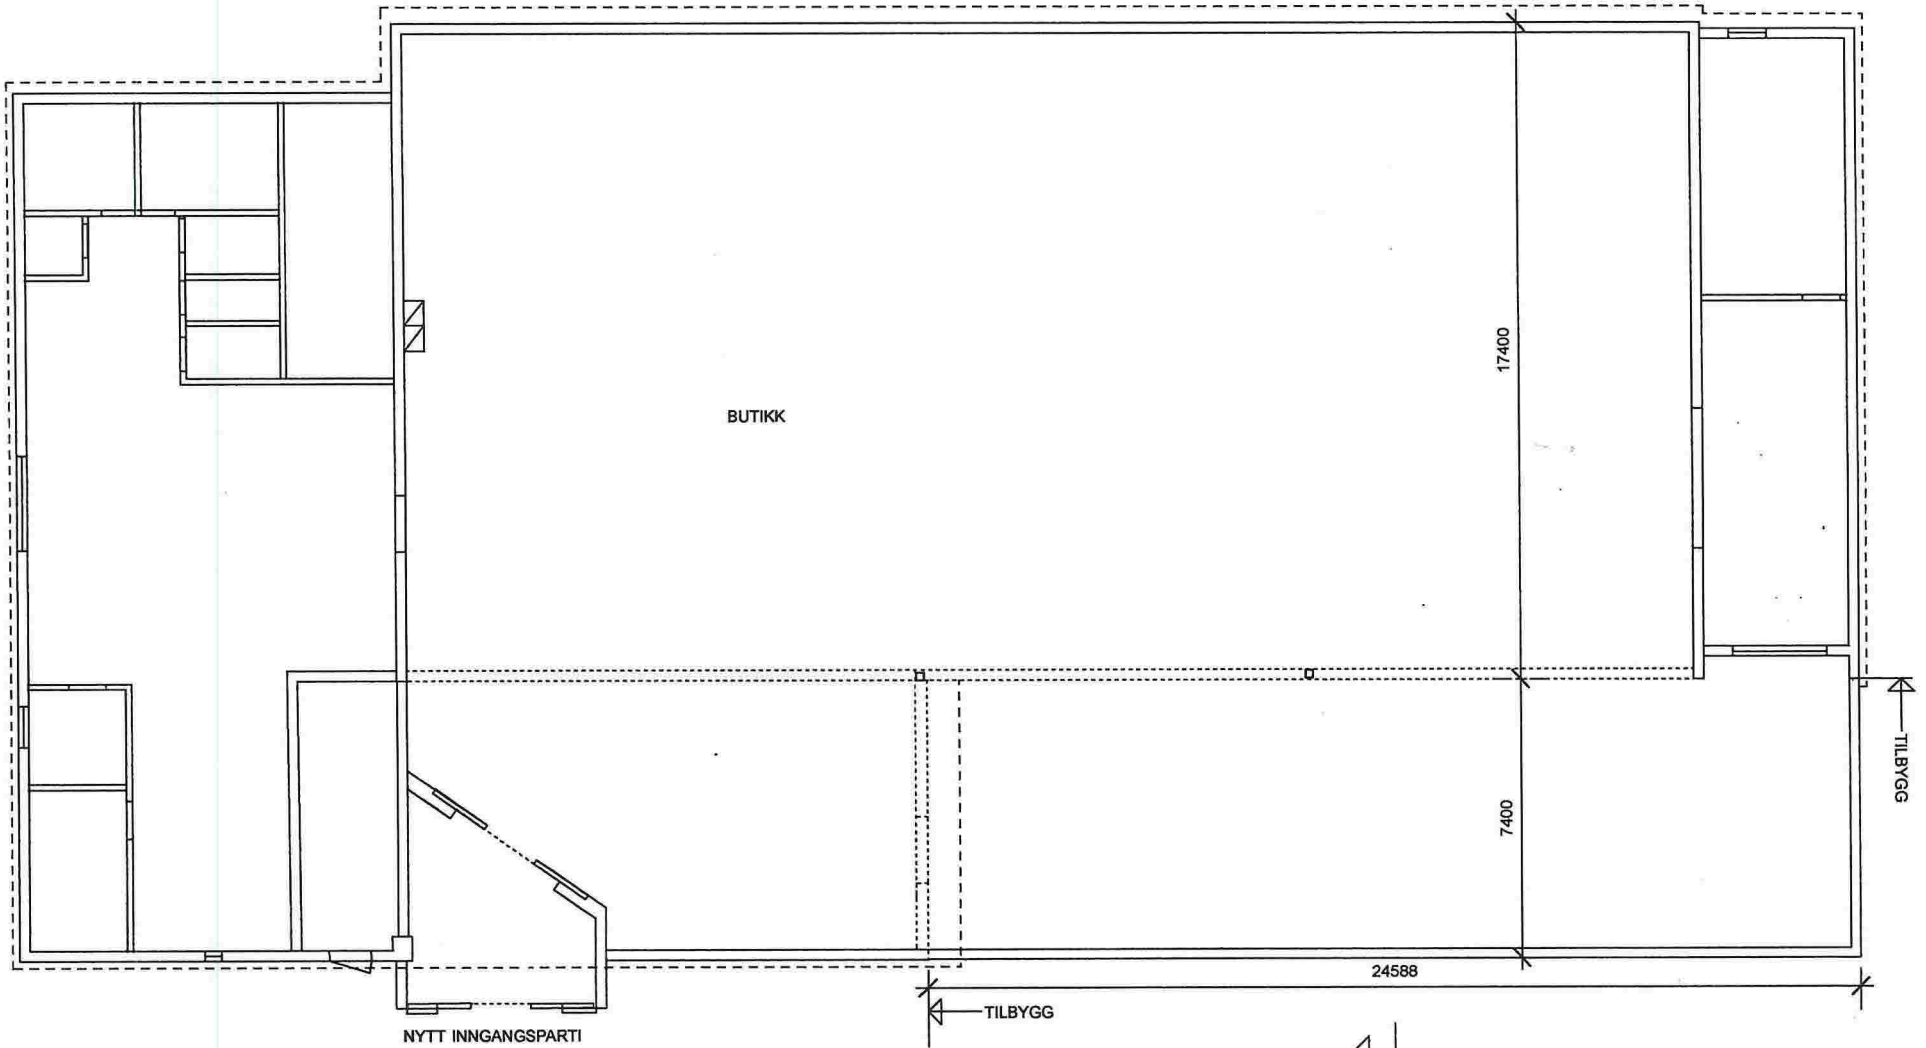 17400
BUTIKK
TILBYGG
7400
24588
TILBYGG
NYTT INNGANGSPARTI